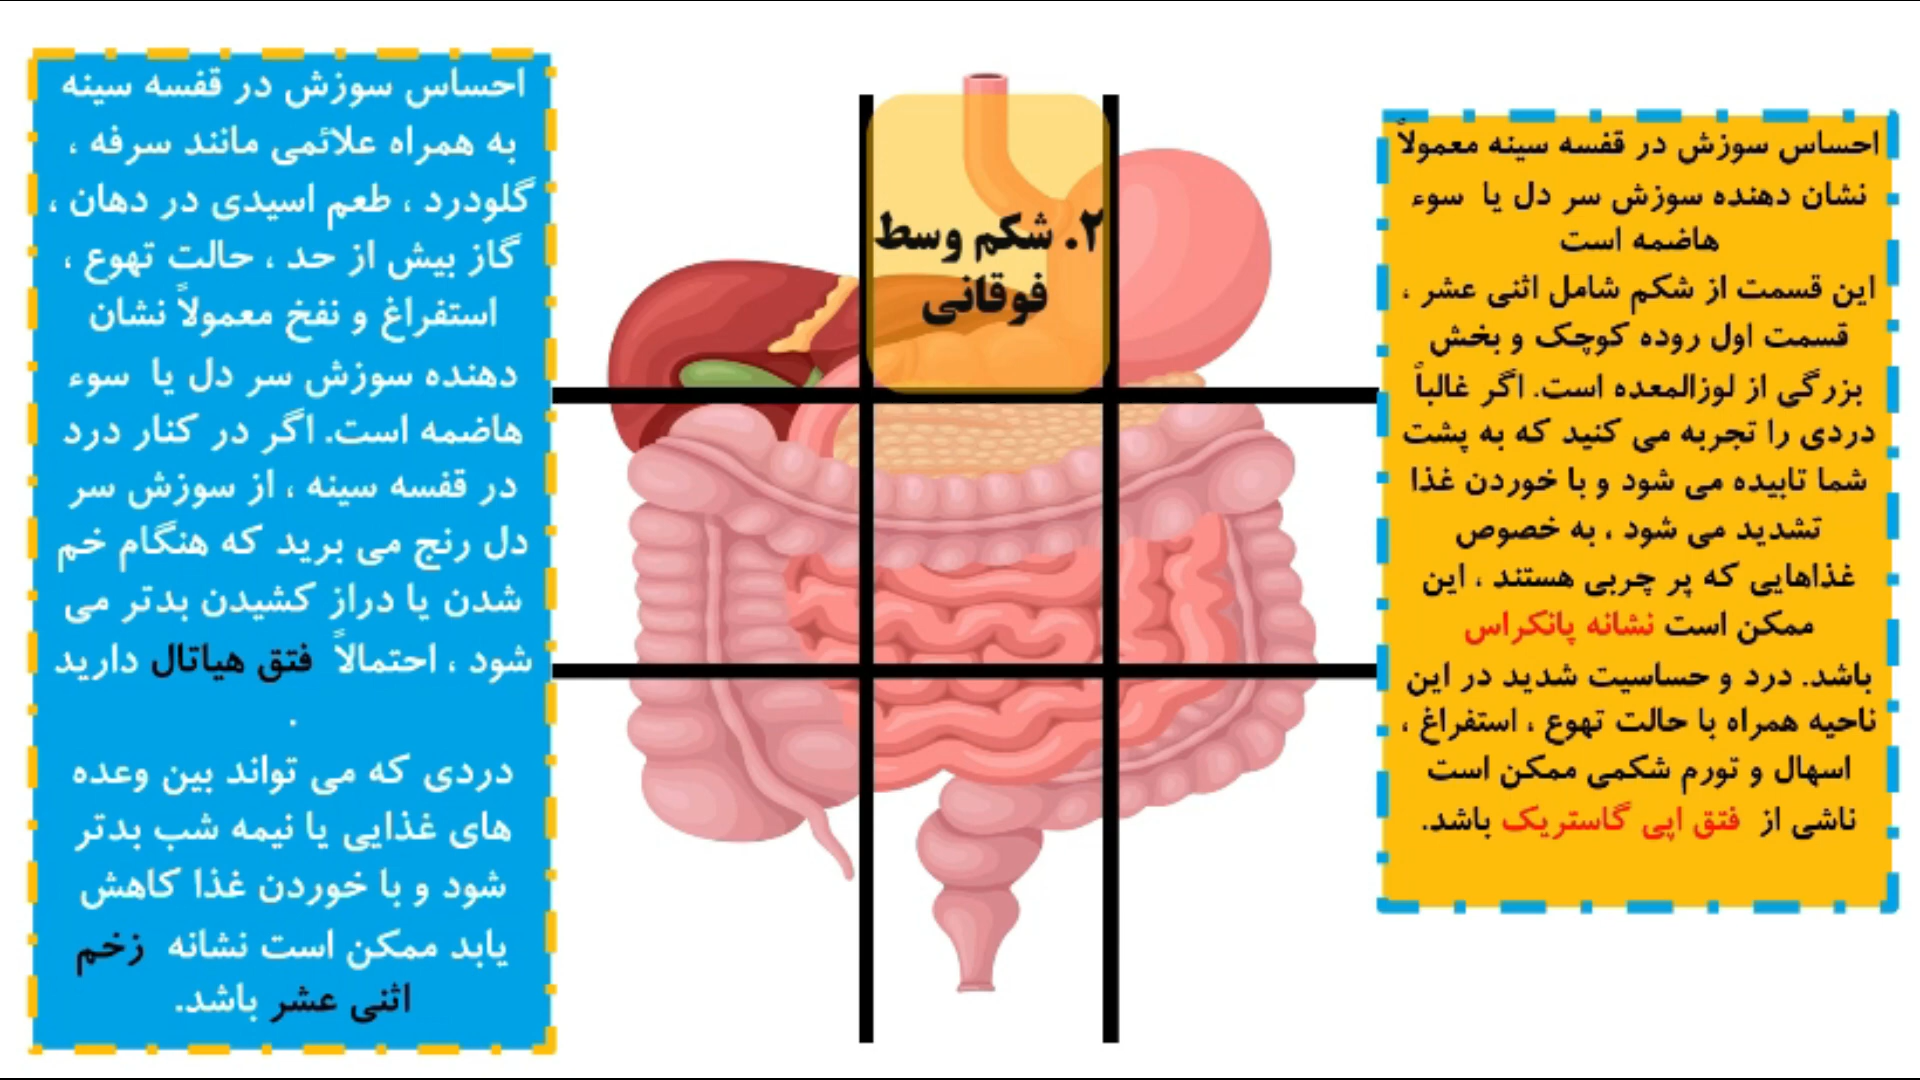 احساس سوزش در قفسه سینه معمولاً
نشان دهنده سوزش سر دل یا سوء
هاضمه است
این قسمت از شکم شامل اثنی عشر ،
قسمت اول روده کوچک و بخش
بزرگی از لوزالمعده است. اگر غالباً
دردی را تجربه می کنید که به پشت
شما تابیده می شود و با خوردن غذا
تشدید می شود ، به خصوص
غذاهایی که پر چربی هستند ، این
ممکن است نشانه پانکراس
باشد. درد و حساسیت شدید در این
ناحیه همراه با حالت تهوع ، استفراغ ،
اسهال و تورم شکمی ممکن است
ناشی از فتق اپی گاستریک باشد.
۲. شکم وسط
فوقانی
احساس سوزش در قفسه سینه
به همراه علائمی مانند سرفه ،
گلودرد ، طعم اسیدی در دهان ،
گاز بیش از حد ، حالت تهوع ،
استفراغ و نفخ معمولاً نشان
دهنده سوزش سر دل یا سوء
هاضمه است. اگر در کنار درد
در قفسه سینه ، از سوزش سر
دل رنج می برید که هنگام خم
شدن یا دراز کشیدن بدتر می
شود ، احتمالاً فتق هیاتال دارید
.
دردی که می تواند بین وعده
های غذایی یا نیمه شب بدتر
شود و با خوردن غذا کاهش
یابد ممکن است نشانه زخم
اثنی عشر باشد.